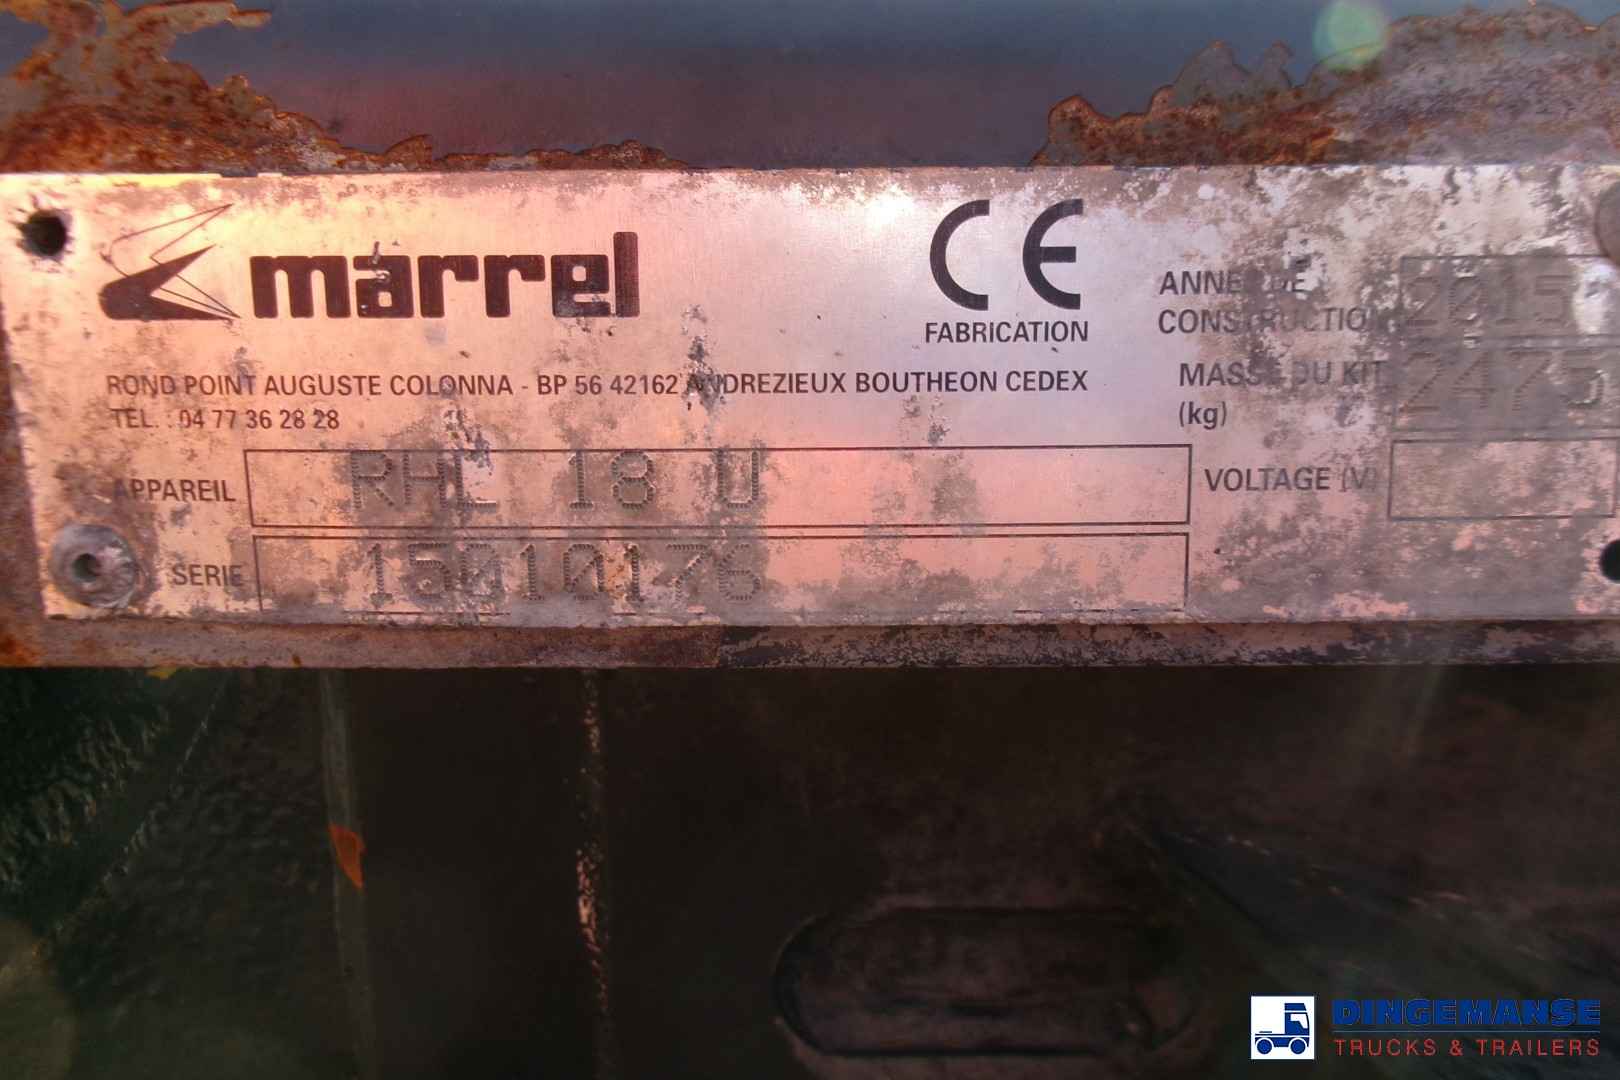 marrel
CE
FABRICATION
ANNEE DE
CONSTRUCTION
2015
MASSE DU KIT
(kg)
2475
ROND POINT AUGUSTE COLONNA - BP 56 42162 ANDREZIEUX BOUTHEON CEDEX
TEL. : 04 77 36 28 28
APPAREIL RHL 18 U
VOLTAGE (V)
SERIE 15010176
DINGEMANSE
TRUCKS & TRAILERS